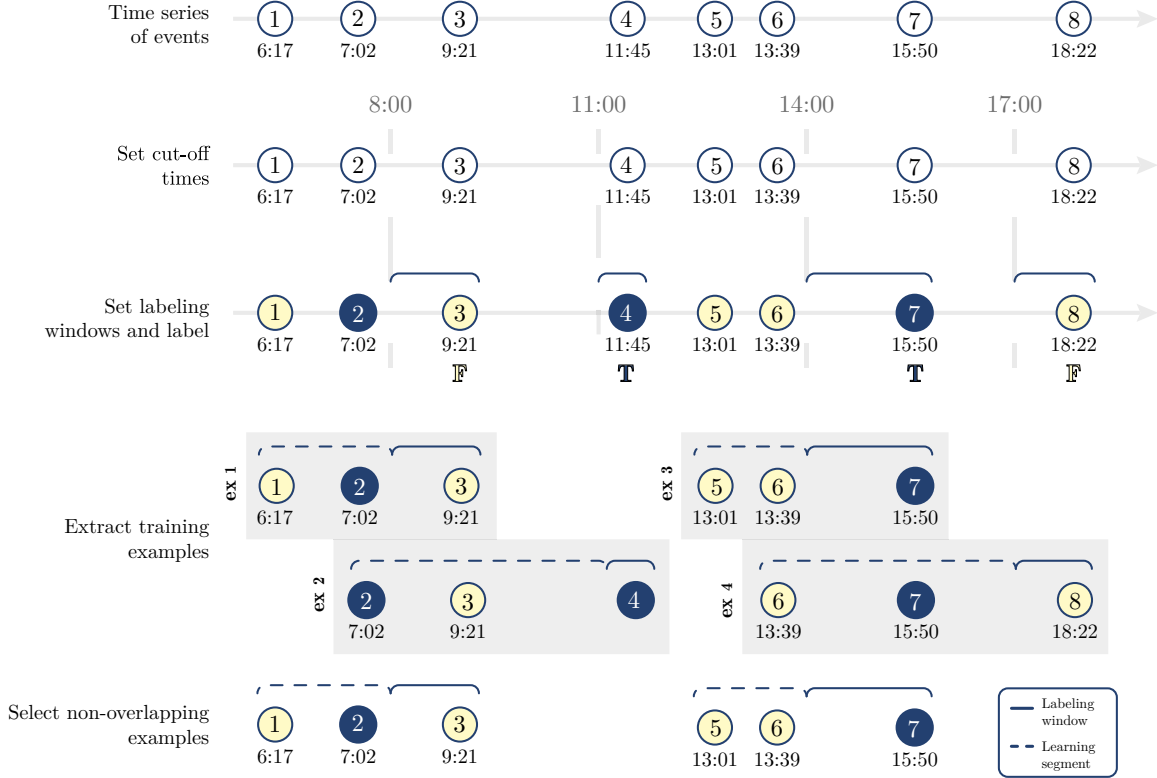 Time series
of events
1 2 3 4 5 6 7 8
6:17 7:02 9:21 11:45 13:01 13:39 15:50 18:22
8:00 11:00 14:00 17:00
Set cut-off
times
1 2 3 4 5 6 7 8
6:17 7:02 9:21 11:45 13:01 13:39 15:50 18:22
Set labeling
windows and label
1 2 3 4 5 6 7 8
6:17 7:02 9:21 11:45 13:01 13:39 15:50 18:22
F T T F
Extract training
examples
ex 1
1 2 3
6:17 7:02 9:21
ex 3
5 6 7
13:01 13:39 15:50
ex 2
2 3 4
7:02 9:21
ex 4
6 7 8
13:39 15:50 18:22
Select non-overlapping
examples
1 2 3
6:17 7:02 9:21
5 6 7
13:01 13:39 15:50
Labeling
window
Learning
segment